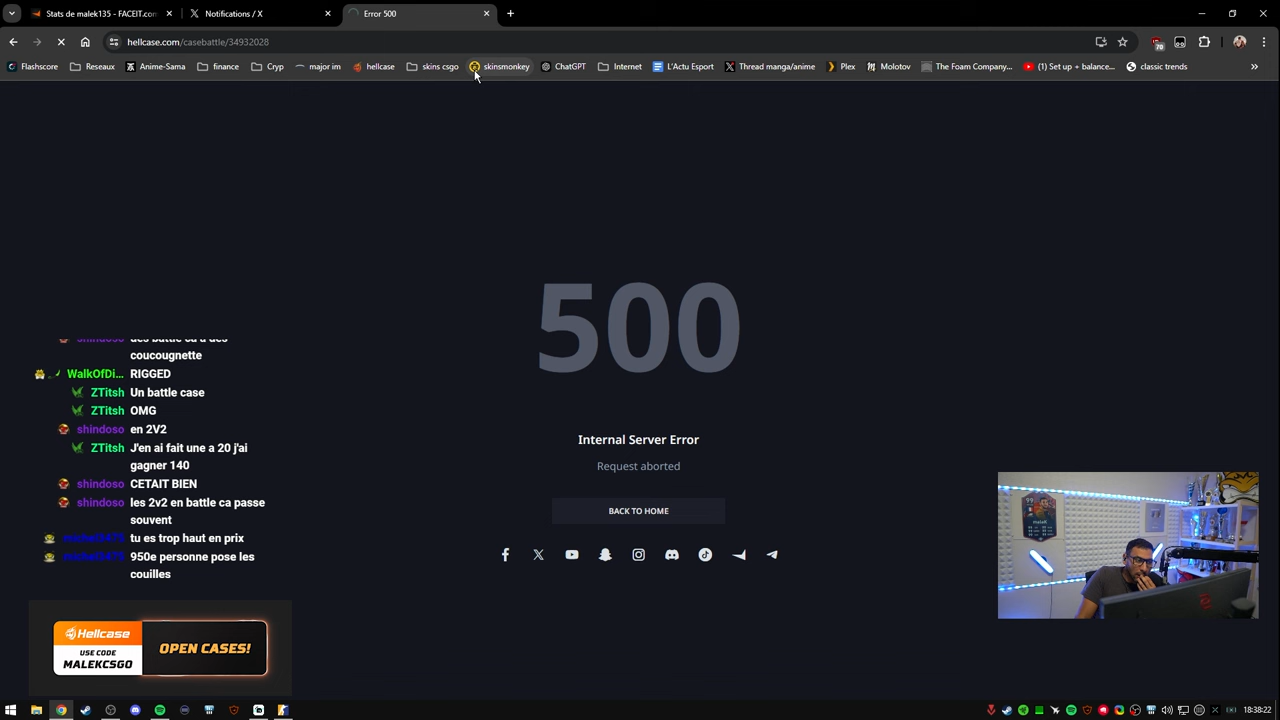 Stats de malek135 - FACEIT.com
Notifications / X
Error 500
hellcase.com/casebattle/34932028
70
Flashscore
Reseaux
Anime-Sama
finance
Cryp
major im
hellcase
skins csgo
skinsmonkey
ChatGPT
Internet
L'Actu Esport
Thread manga/anime
Plex
Molotov
The Foam Company...
(1) Set up + balance...
classic trends
500
Internal Server Error
Request aborted
BACK TO HOME
shindoso des battle ca a des
coucougnette
WalkOfDi... RIGGED
ZTitsh Un battle case
ZTitsh OMG
shindoso en 2V2
ZTitsh J'en ai fait une a 20 j'ai
gagner 140
shindoso CETAIT BIEN
shindoso les 2v2 en battle ca passe
souvent
tu es trop haut en prix
950e personne pose les
couilles
Hellcase
USE CODE
MALEKCSGO
OPEN CASES!
99
18:38:22